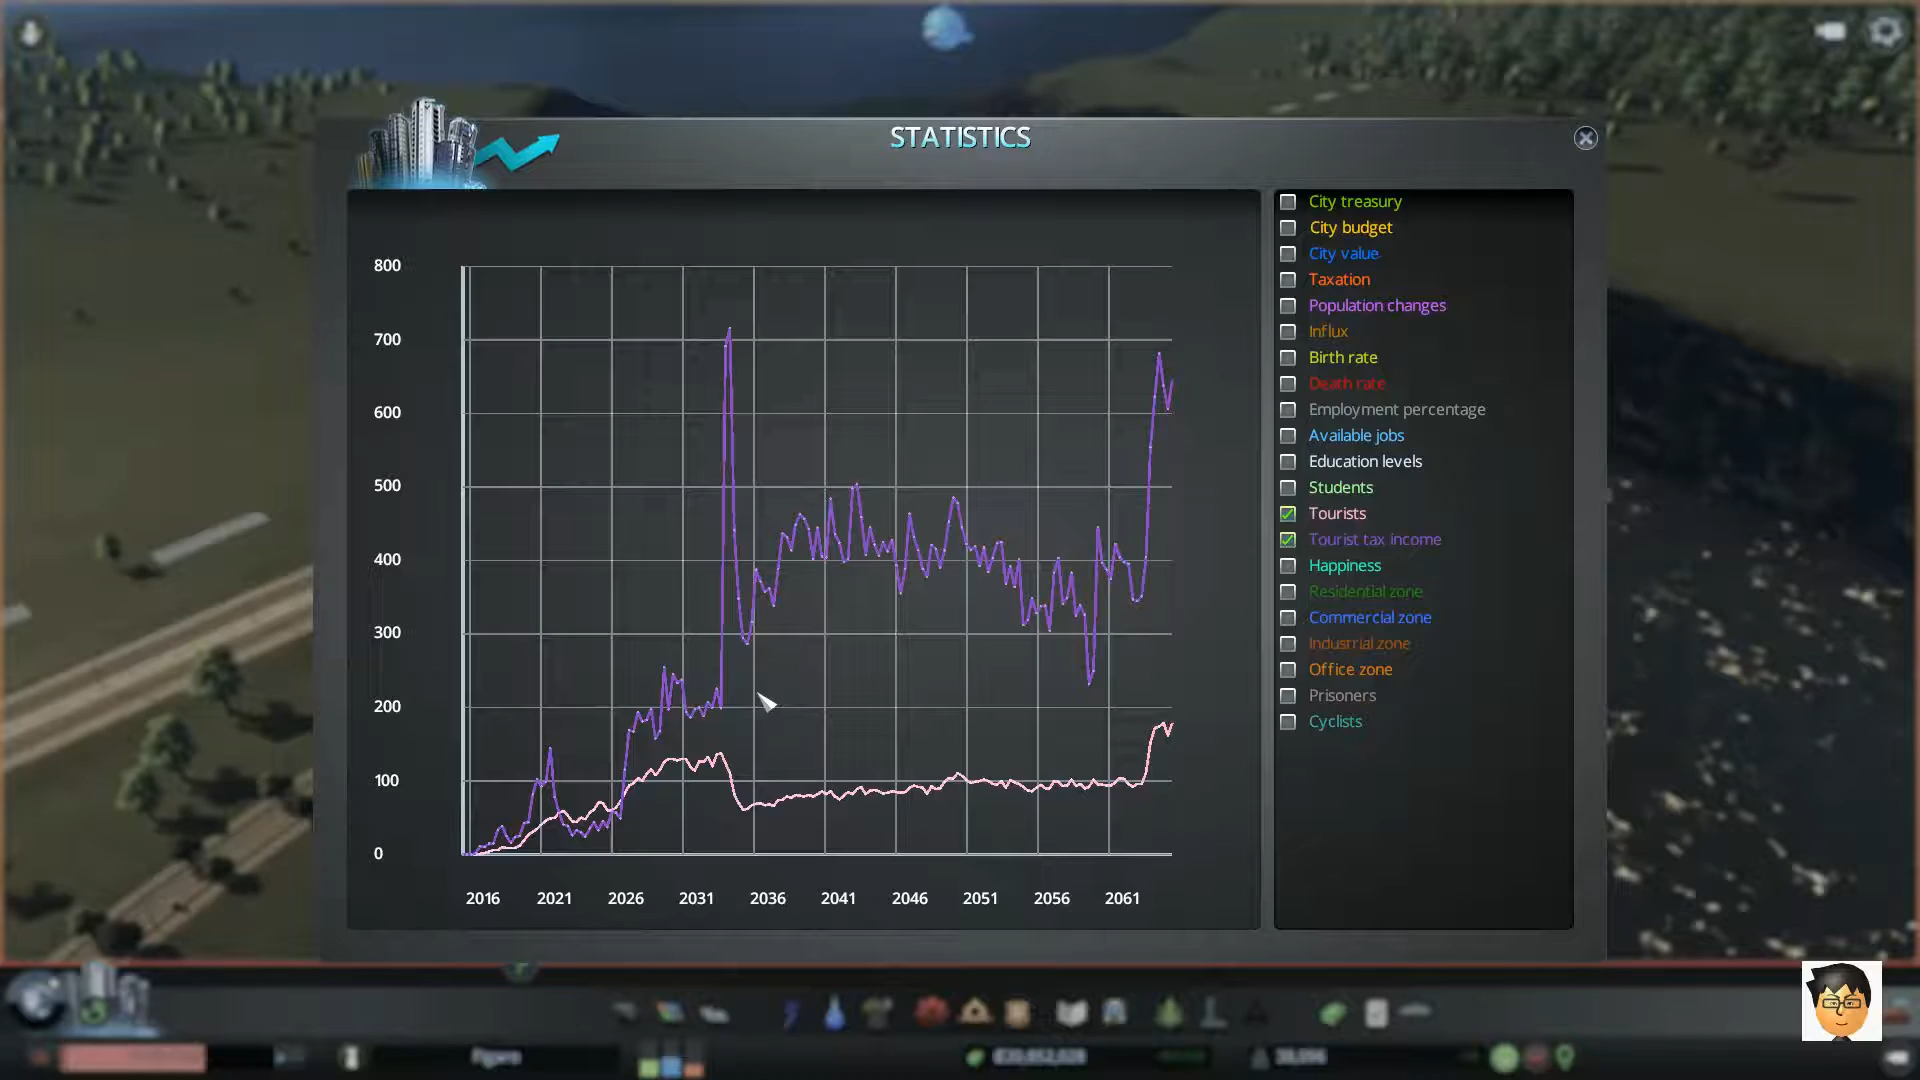 STATISTICS
800
700
600
500
400
300
200
100
0
2016 2021 2026 2031 2036 2041 2046 2051 2056 2061
City treasury
City budget
City value
Taxation
Population changes
Influx
Birth rate
Death rate
Employment percentage
Available jobs
Education levels
Students
Tourists
Tourist tax income
Happiness
Residential zone
Commercial zone
Industrial zone
Office zone
Prisoners
Cyclists